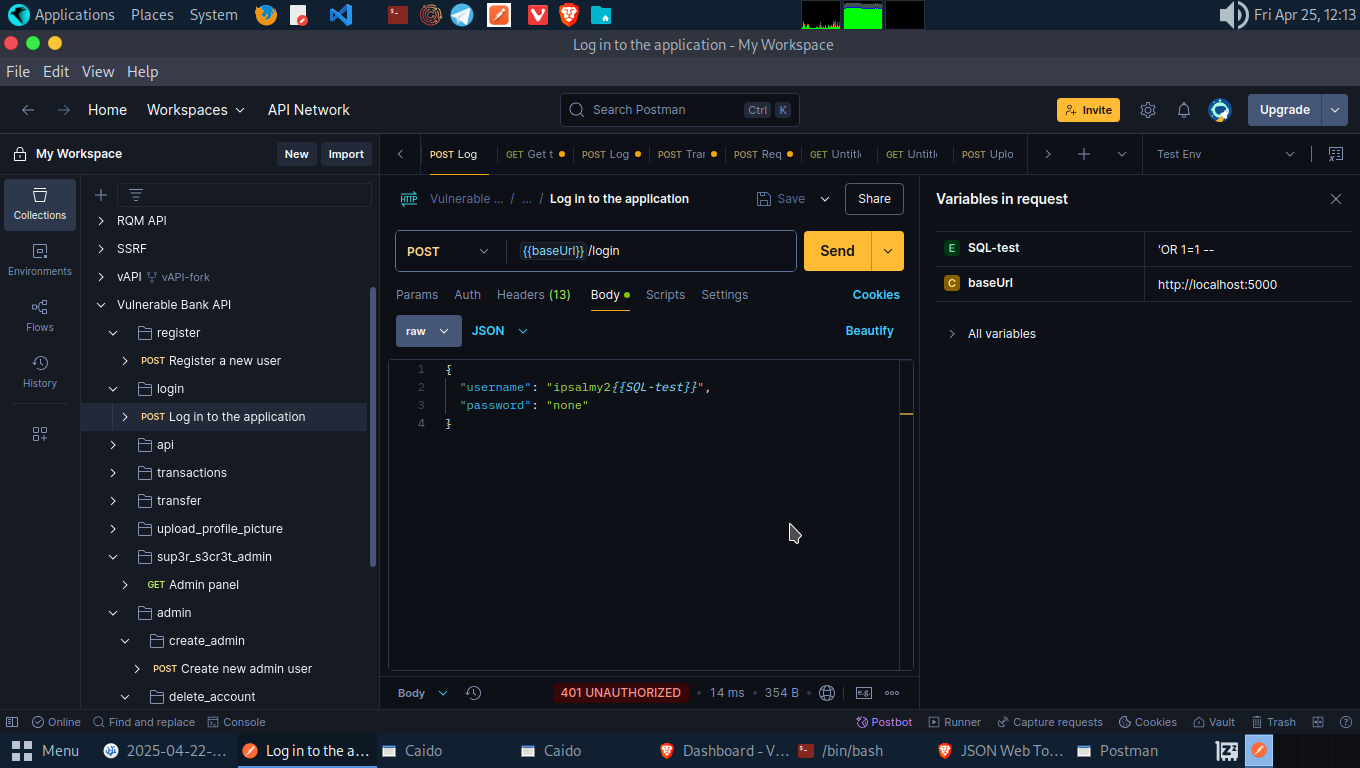 Applications Places System Fri Apr 25, 12:13
Log in to the application - My Workspace
File Edit View Help
Home Workspaces API Network Search Postman Ctrl K Invite Upgrade
My Workspace New Import POST Log GET Get t POST Log POST Trar POST Req GET Untitle GET Untitle POST Uplo Test Env
Collections
Environments
Flows
History
RQM API
SSRF
vAPI vAPI-fork
Vulnerable Bank API
register
POST Register a new user
login
POST Log in to the application
api
transactions
transfer
upload_profile_picture
sup3r_s3cr3t_admin
GET Admin panel
admin
create_admin
POST Create new admin user
delete_account
HTTP Vulnerable ... / ... / Log in to the application Save Share
POST {{baseUrl}}/login Send
Params Auth Headers (13) Body Scripts Settings Cookies
raw JSON Beautify
1 {
2 "username": "ipsalmy2{{SQL-test}}",
3 "password": "none"
4 }
Body 401 UNAUTHORIZED • 14 ms • 354 B • e.g.
Variables in request
E SQL-test 'OR 1=1 --
C baseUrl http://localhost:5000
All variables
Online Find and replace Console Postbot Runner Capture requests Cookies Vault Trash
Menu 2025-04-22-... Log in to the a... Caido Caido Dashboard - V... /bin/bash JSON Web To... Postman